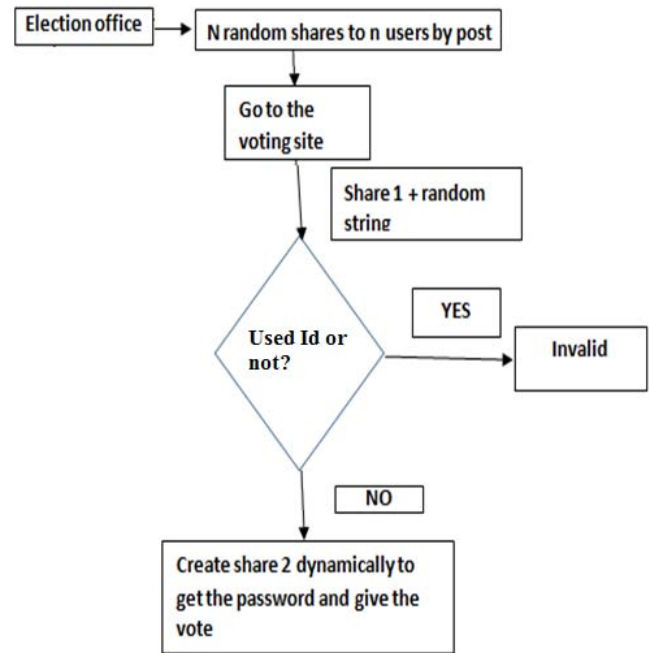 Election office
N random shares to n users by post
Go to the
voting site
Share 1 + random
string
Used Id or
not?
YES
Invalid
NO
Create share 2 dynamically to
get the password and give the
vote